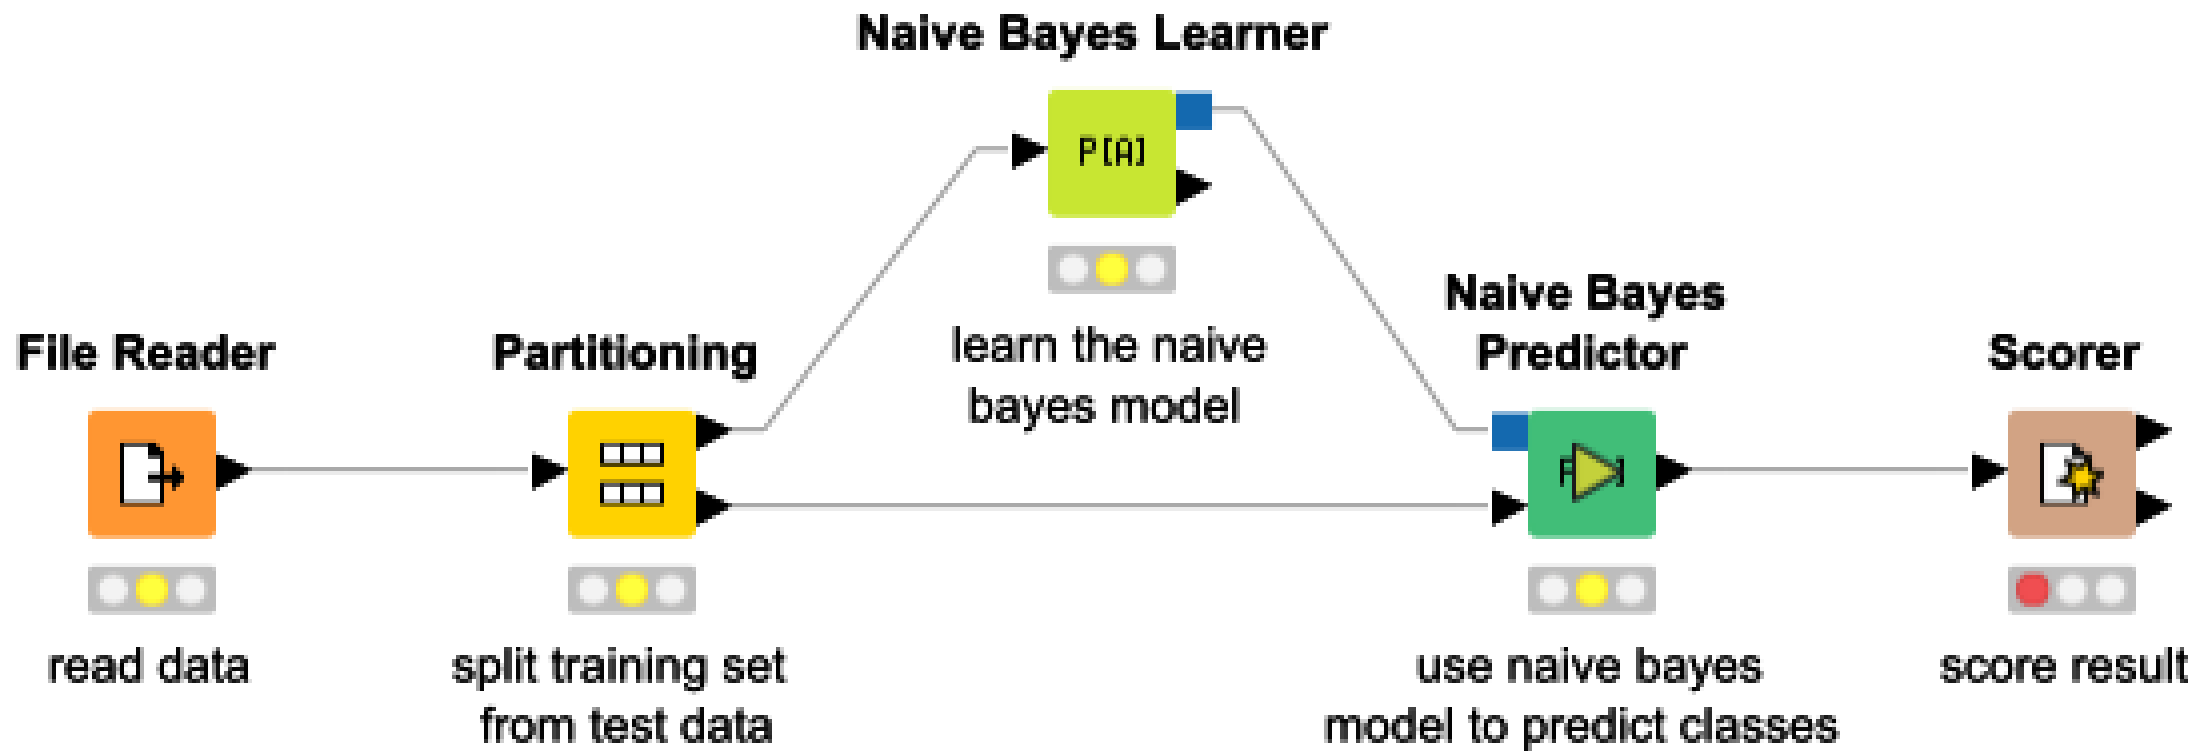 Naive Bayes Learner
P[A]
learn the naive
bayes model
File Reader
read data
Partitioning
split training set
from test data
Naive Bayes
Predictor
use naive bayes
model to predict classes
Scorer
score result